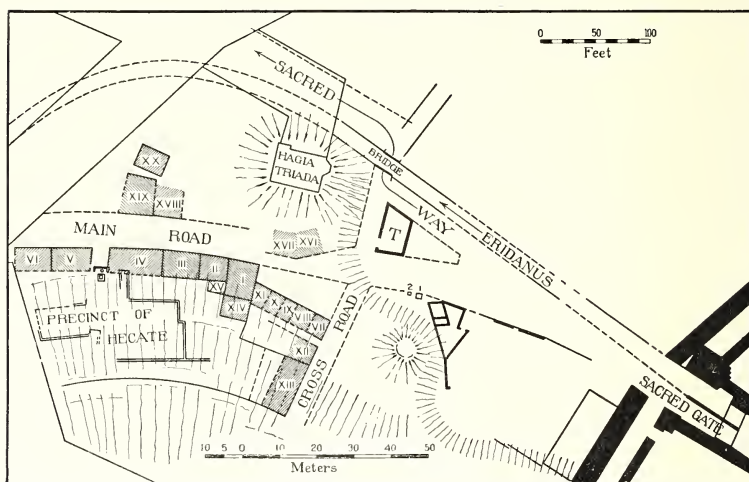 0 50 100
Feet
SACRED
HAGIA
TRIADA
BRIDGE
WAY
ERIDANUS
XX
XIX
XVIII
MAIN ROAD
T
XVII XVI
VI V IV III II I
XV
XIV
XI X IX VIII VII
2 1
PRECINCT OF
HECATE
XII
XIII
CROSS ROAD
SACRED GATE
10 5 0 10 20 30 40 50
Meters